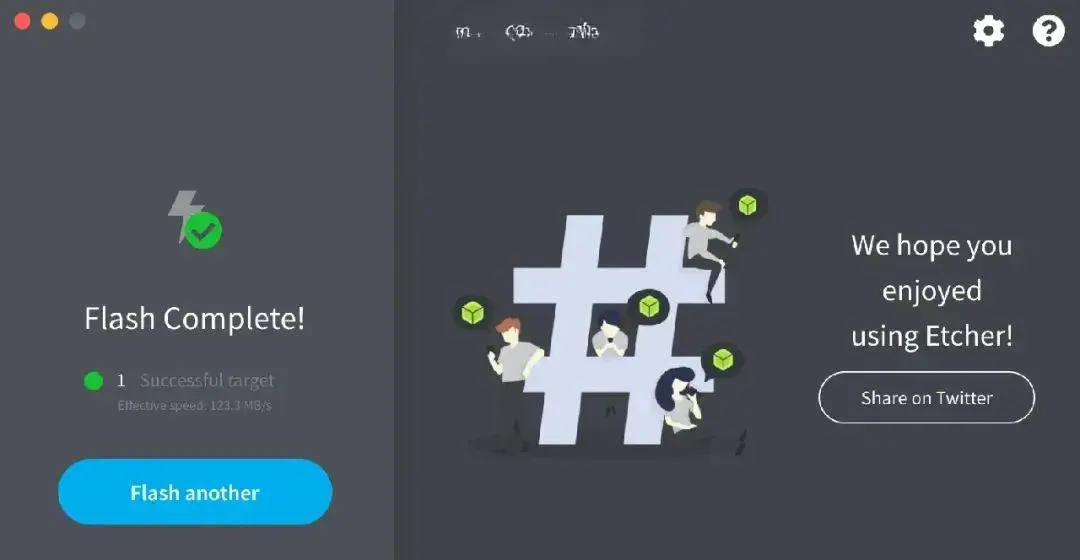 Flash Complete!
1 Successful target
Effective speed: 123.3 MB/s
Flash another
#
We hope you
enjoyed
using Etcher!
Share on Twitter